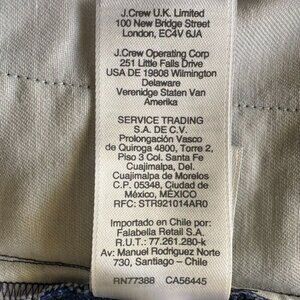 J.Crew U.K. Limited
100 New Bridge Street
London, EC4V 6JA
J.Crew Operating Corp
251 Little Falls Drive
USA DE 19808 Wilmington
Delaware
Verenidge Staten Van
Amerika
SERVICE TRADING
S.A. DE C.V.
Prolongación Vasco
de Quiroga 4800, Torre 2,
Piso 3 Col. Santa Fe
Cuajimalpa, Del.
Cuajimalpa de Morelos
C.P. 05348, Ciudad de
México, MÉXICO
RFC: STR921014AR0
Importado en Chile por:
Falabella Retail S.A.
R.U.T.: 77.261.280-k
Av: Manuel Rodriguez Norte
730, Santiago – Chile
RN77388 CA56445